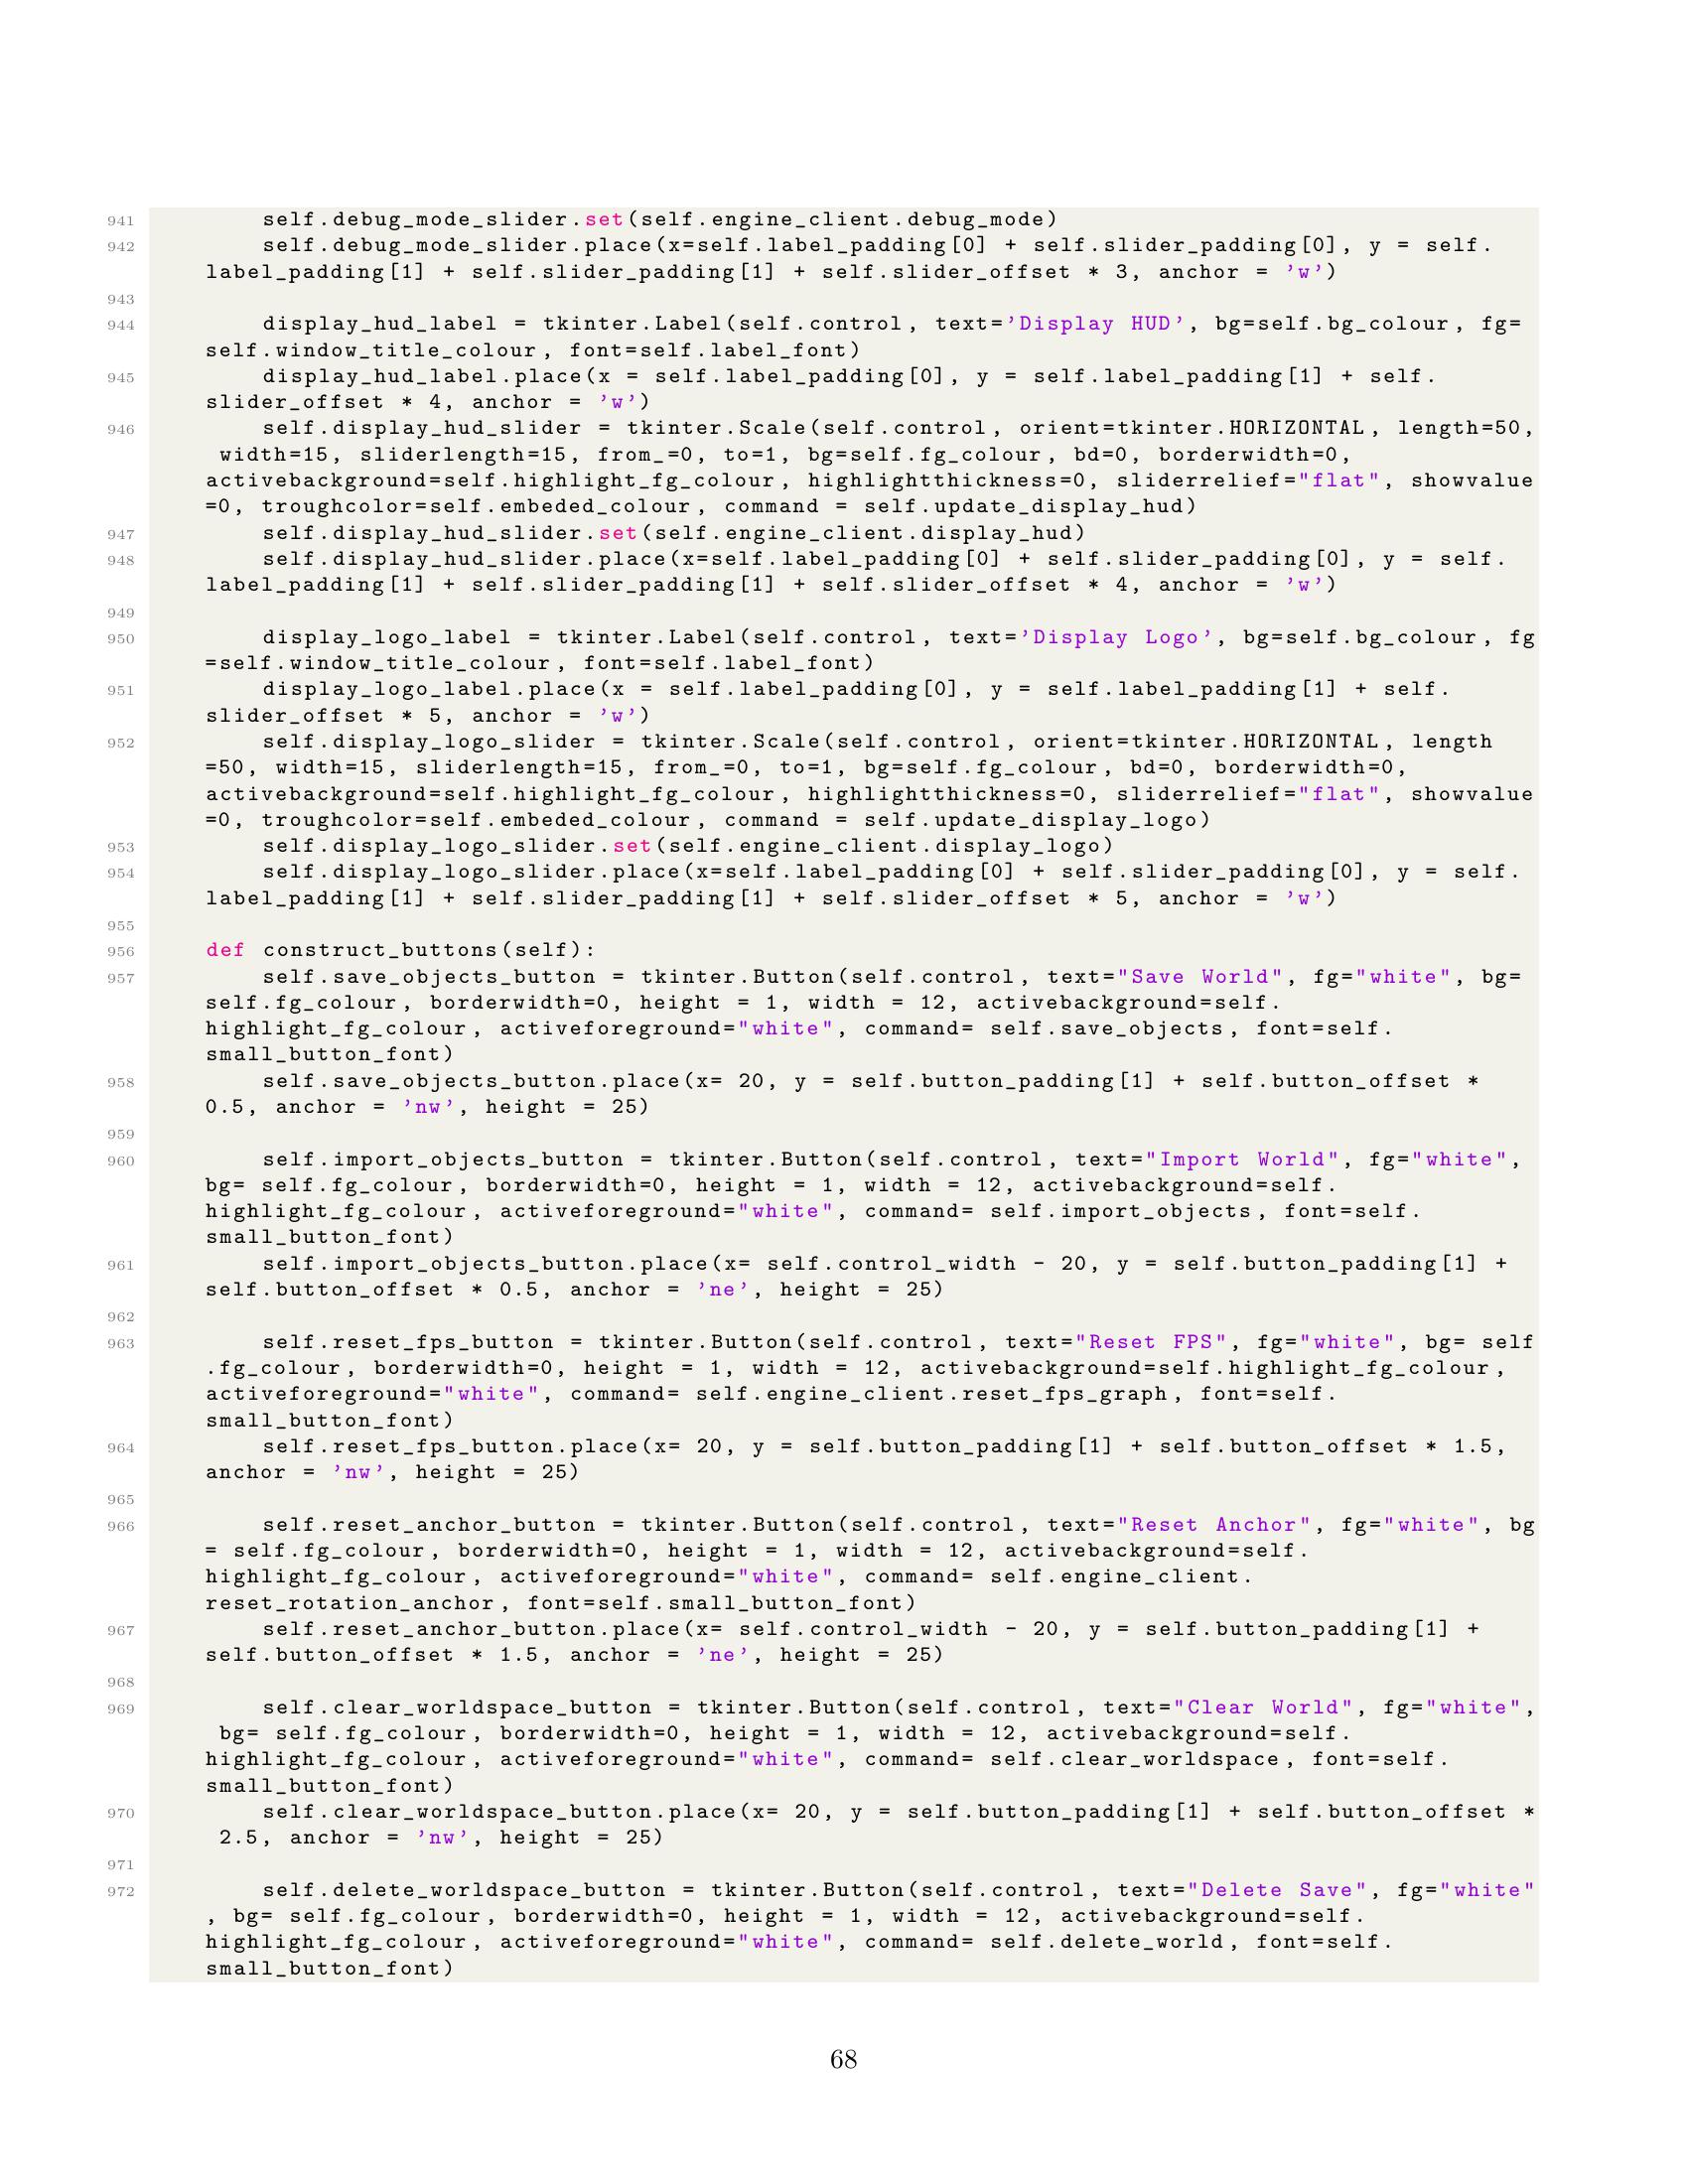 941         self.debug_mode_slider.set(self.engine_client.debug_mode)
942         self.debug_mode_slider.place(x=self.label_padding[0] + self.slider_padding[0], y = self.
    label_padding[1] + self.slider_padding[1] + self.slider_offset * 3, anchor = 'w')
943
944         display_hud_label = tkinter.Label(self.control, text='Display HUD', bg=self.bg_colour, fg=
    self.window_title_colour, font=self.label_font)
945         display_hud_label.place(x = self.label_padding[0], y = self.label_padding[1] + self.
    slider_offset * 4, anchor = 'w')
946         self.display_hud_slider = tkinter.Scale(self.control, orient=tkinter.HORIZONTAL, length=50,
     width=15, sliderlength=15, from_=0, to=1, bg=self.fg_colour, bd=0, borderwidth=0,
    activebackground=self.highlight_fg_colour, highlightthickness=0, sliderrelief="flat", showvalue
    =0, troughcolor=self.embeded_colour, command = self.update_display_hud)
947         self.display_hud_slider.set(self.engine_client.display_hud)
948         self.display_hud_slider.place(x=self.label_padding[0] + self.slider_padding[0], y = self.
    label_padding[1] + self.slider_padding[1] + self.slider_offset * 4, anchor = 'w')
949
950         display_logo_label = tkinter.Label(self.control, text='Display Logo', bg=self.bg_colour, fg
    =self.window_title_colour, font=self.label_font)
951         display_logo_label.place(x = self.label_padding[0], y = self.label_padding[1] + self.
    slider_offset * 5, anchor = 'w')
952         self.display_logo_slider = tkinter.Scale(self.control, orient=tkinter.HORIZONTAL, length
    =50, width=15, sliderlength=15, from_=0, to=1, bg=self.fg_colour, bd=0, borderwidth=0,
    activebackground=self.highlight_fg_colour, highlightthickness=0, sliderrelief="flat", showvalue
    =0, troughcolor=self.embeded_colour, command = self.update_display_logo)
953         self.display_logo_slider.set(self.engine_client.display_logo)
954         self.display_logo_slider.place(x=self.label_padding[0] + self.slider_padding[0], y = self.
    label_padding[1] + self.slider_padding[1] + self.slider_offset * 5, anchor = 'w')
955
956     def construct_buttons(self):
957         self.save_objects_button = tkinter.Button(self.control, text="Save World", fg="white", bg=
    self.fg_colour, borderwidth=0, height = 1, width = 12, activebackground=self.
    highlight_fg_colour, activeforeground="white", command= self.save_objects, font=self.
    small_button_font)
958         self.save_objects_button.place(x= 20, y = self.button_padding[1] + self.button_offset *
    0.5, anchor = 'nw', height = 25)
959
960         self.import_objects_button = tkinter.Button(self.control, text="Import World", fg="white",
    bg= self.fg_colour, borderwidth=0, height = 1, width = 12, activebackground=self.
    highlight_fg_colour, activeforeground="white", command= self.import_objects, font=self.
    small_button_font)
961         self.import_objects_button.place(x= self.control_width - 20, y = self.button_padding[1] +
    self.button_offset * 0.5, anchor = 'ne', height = 25)
962
963         self.reset_fps_button = tkinter.Button(self.control, text="Reset FPS", fg="white", bg= self
    .fg_colour, borderwidth=0, height = 1, width = 12, activebackground=self.highlight_fg_colour,
    activeforeground="white", command= self.engine_client.reset_fps_graph, font=self.
    small_button_font)
964         self.reset_fps_button.place(x= 20, y = self.button_padding[1] + self.button_offset * 1.5,
    anchor = 'nw', height = 25)
965
966         self.reset_anchor_button = tkinter.Button(self.control, text="Reset Anchor", fg="white", bg
    = self.fg_colour, borderwidth=0, height = 1, width = 12, activebackground=self.
    highlight_fg_colour, activeforeground="white", command= self.engine_client.
    reset_rotation_anchor, font=self.small_button_font)
967         self.reset_anchor_button.place(x= self.control_width - 20, y = self.button_padding[1] +
    self.button_offset * 1.5, anchor = 'ne', height = 25)
968
969         self.clear_worldspace_button = tkinter.Button(self.control, text="Clear World", fg="white",
     bg= self.fg_colour, borderwidth=0, height = 1, width = 12, activebackground=self.
    highlight_fg_colour, activeforeground="white", command= self.clear_worldspace, font=self.
    small_button_font)
970         self.clear_worldspace_button.place(x= 20, y = self.button_padding[1] + self.button_offset *
     2.5, anchor = 'nw', height = 25)
971
972         self.delete_worldspace_button = tkinter.Button(self.control, text="Delete Save", fg="white"
    , bg= self.fg_colour, borderwidth=0, height = 1, width = 12, activebackground=self.
    highlight_fg_colour, activeforeground="white", command= self.delete_world, font=self.
    small_button_font)
68